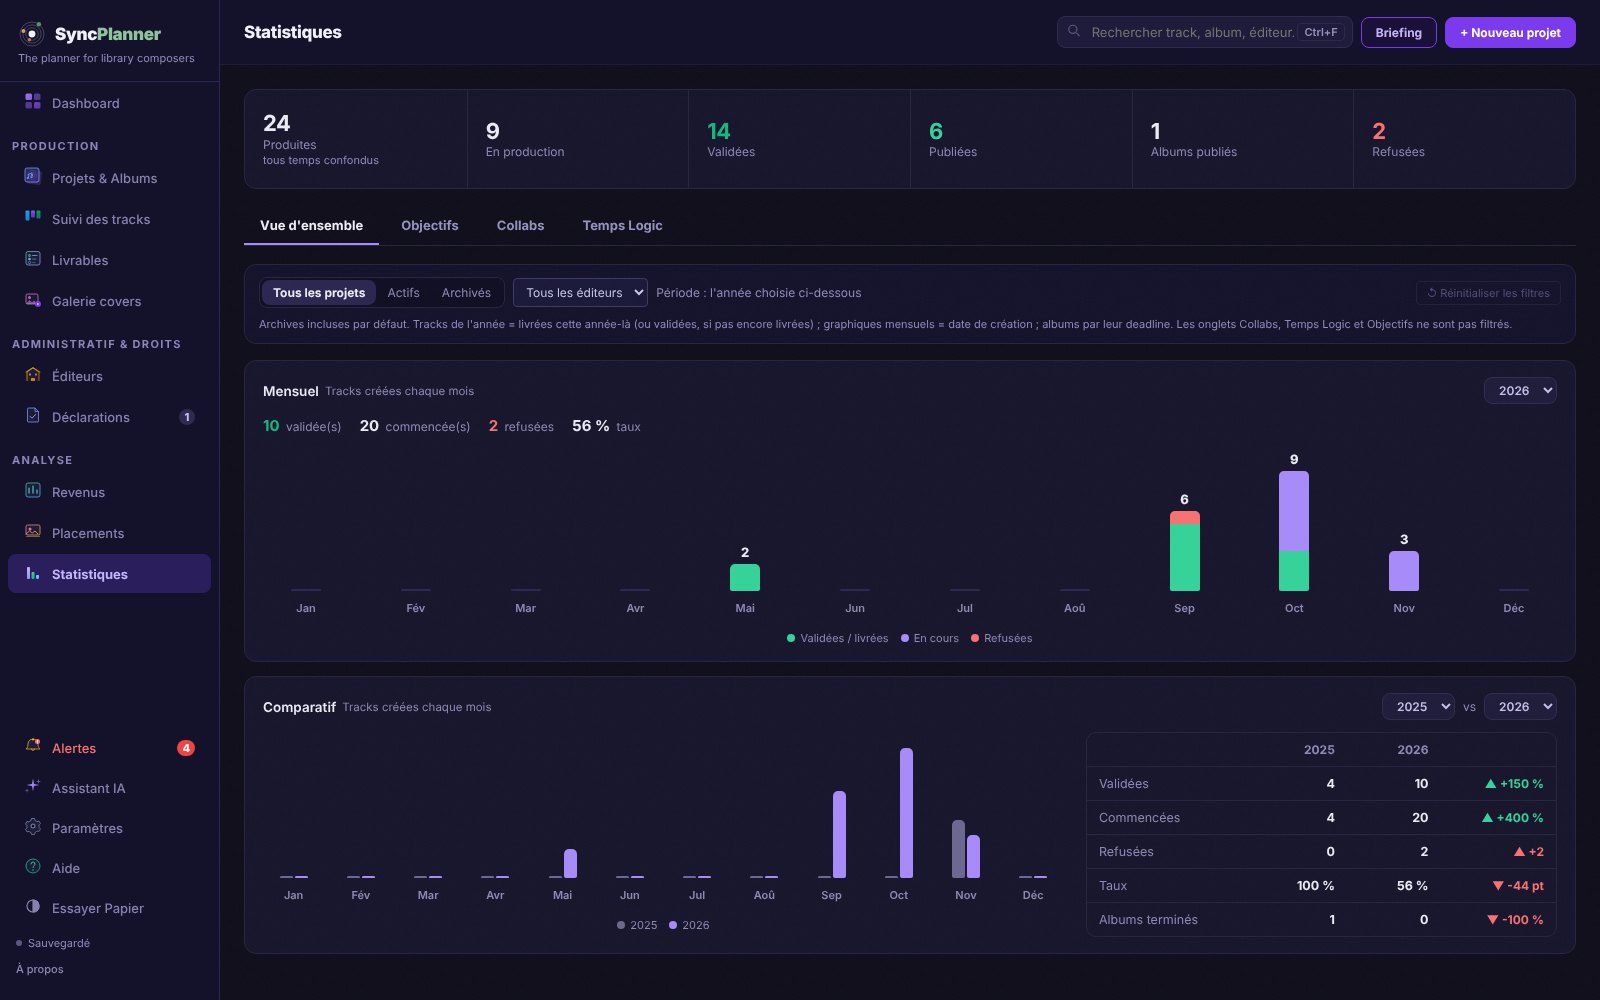 SyncPlanner
The planner for library composers
Dashboard
PRODUCTION
Projets & Albums
Suivi des tracks
Livrables
Galerie covers
ADMINISTRATIF & DROITS
Éditeurs
Déclarations 1
ANALYSE
Revenus
Placements
Statistiques
Alertes 4
Assistant IA
Paramètres
Aide
Essayer Papier
Sauvegardé
À propos
Statistiques
Rechercher track, album, éditeur. Ctrl+F
Briefing
+ Nouveau projet
24
Produites
tous temps confondus
9
En production
14
Validées
6
Publiées
1
Albums publiés
2
Refusées
Vue d'ensemble Objectifs Collabs Temps Logic
Tous les projets Actifs Archivés Tous les éditeurs Période : l'année choisie ci-dessous ↺ Réinitialiser les filtres
Archives incluses par défaut. Tracks de l'année = livrées cette année-là (ou validées, si pas encore livrées) ; graphiques mensuels = date de création ; albums par leur deadline. Les onglets Collabs, Temps Logic et Objectifs ne sont pas filtrés.
Mensuel Tracks créées chaque mois 2026
10 validée(s) 20 commencée(s) 2 refusées 56 % taux
2 6 9 3
Jan Fév Mar Avr Mai Jun Jul Aoû Sep Oct Nov Déc
Validées / livrées En cours Refusées
Comparatif Tracks créées chaque mois 2025 vs 2026
Jan Fév Mar Avr Mai Jun Jul Aoû Sep Oct Nov Déc
2025 2026
2025 2026
Validées 4 10 ▲ +150 %
Commencées 4 20 ▲ +400 %
Refusées 0 2 ▲ +2
Taux 100 % 56 % ▼ -44 pt
Albums terminés 1 0 ▼ -100 %